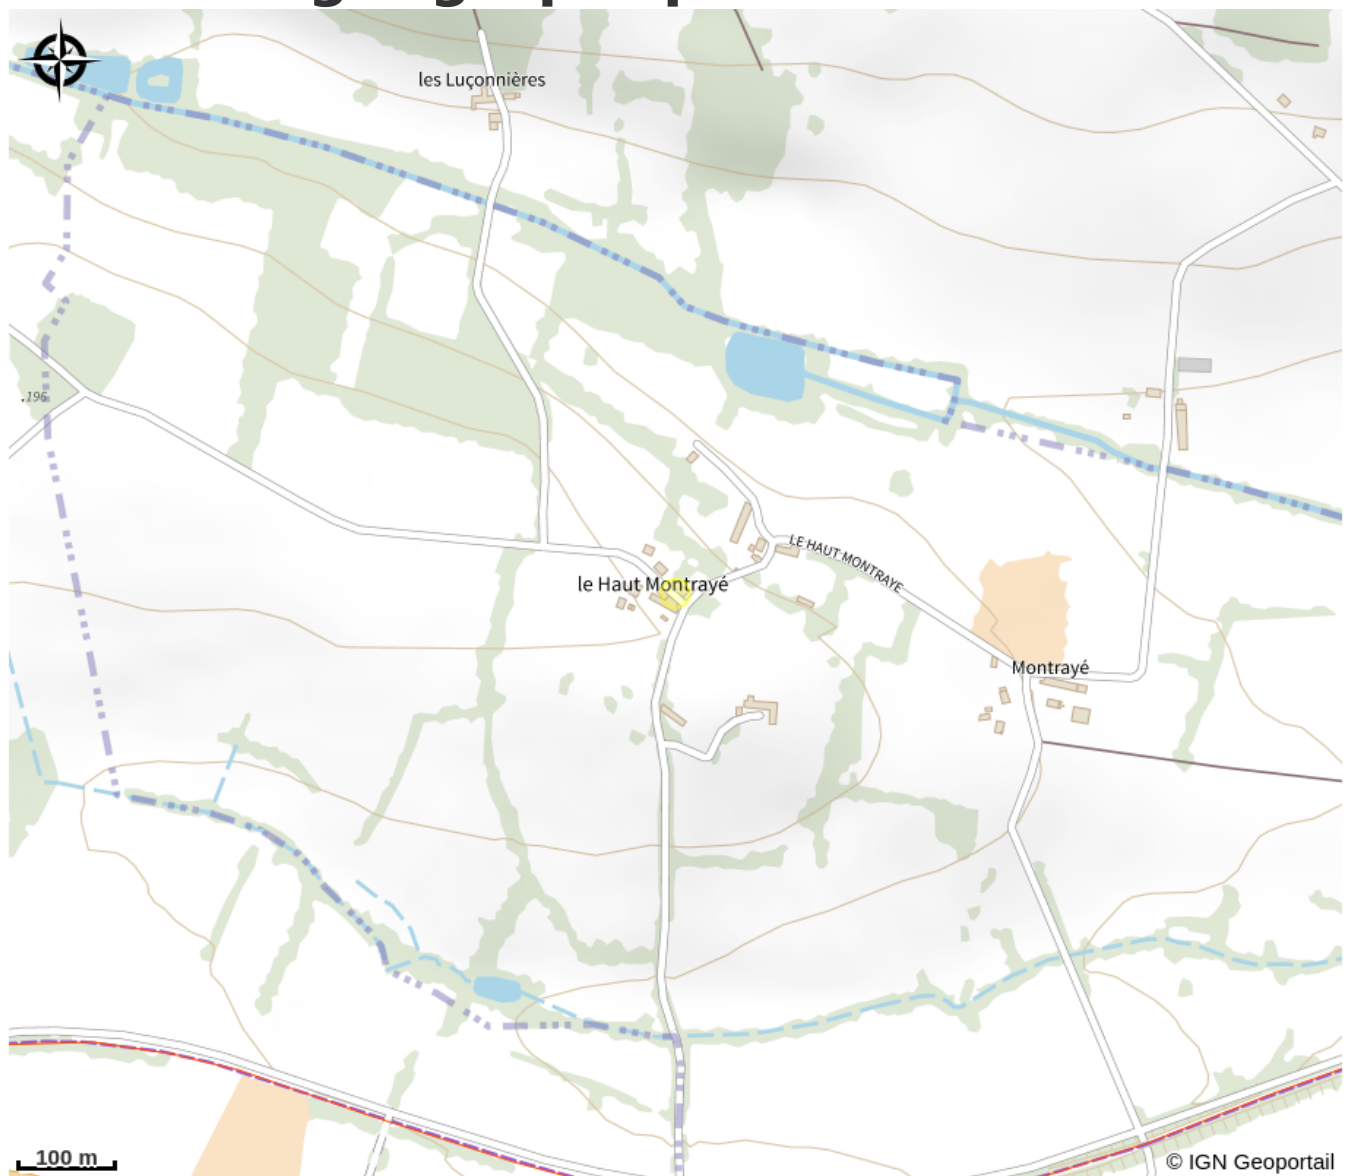 les Luçonnières
.196
LE HAUT MONTRAYE
le Haut Montrayé
Montrayé
100 m
© IGN Geoportail